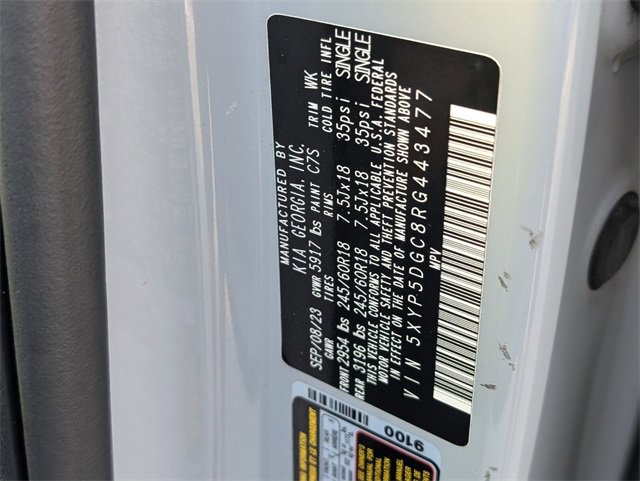 MANUFACTURED BY
KIA GEORGIA, INC.
SEP/08/23 GVWR 5917 lbs PAINT C7S TRIM WK
GAWR TIRES RIMS COLD TIRE INFL
FRONT 2954 lbs 245/60R18 7.5Jx18 35psi SINGLE
REAR 3196 lbs 245/60R18 7.5Jx18 35psi SINGLE
THIS VEHICLE CONFORMS TO ALL APPLICABLE U.S.A. FEDERAL
MOTOR VEHICLE SAFETY AND THEFT PREVENTION STANDARDS
IN EFFECT ON THE DATE OF MANUFACTURE SHOWN ABOVE
VIN 5XYP5DGC8RG443477
MPV
9100